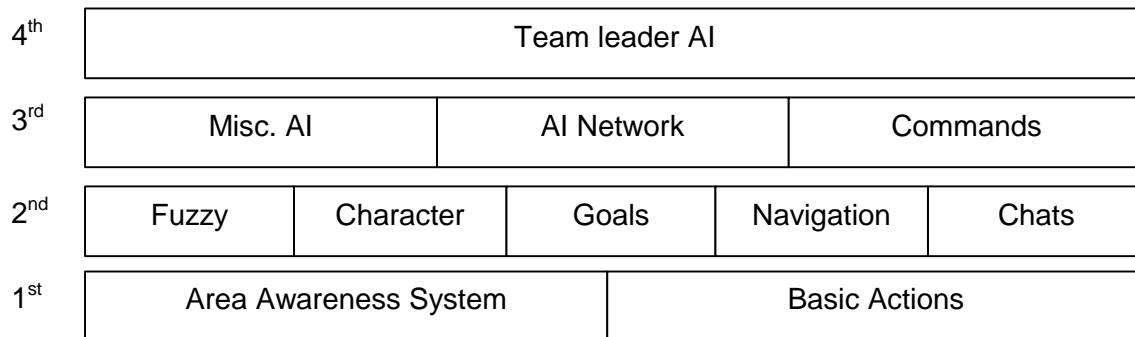 4th Team leader AI
3rd Misc. AI AI Network Commands
2nd Fuzzy Character Goals Navigation Chats
1st Area Awareness System Basic Actions